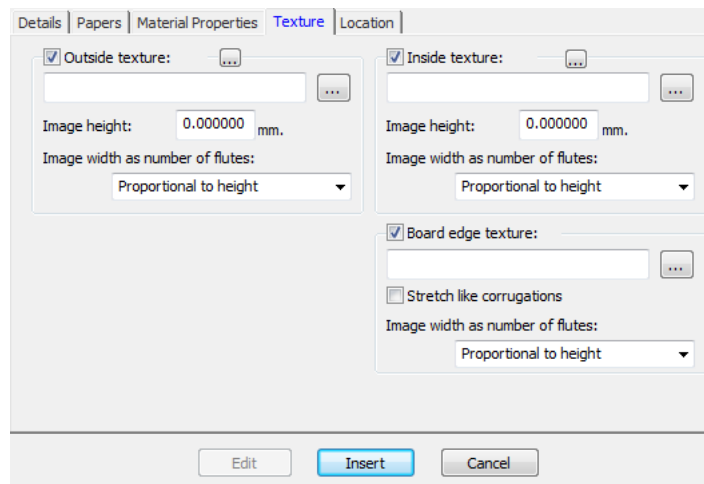 Details Papers Material Properties Texture Location
Outside texture: ...
...
Image height: 0.000000 mm.
Image width as number of flutes:
Proportional to height
Inside texture: ...
...
Image height: 0.000000 mm.
Image width as number of flutes:
Proportional to height
Board edge texture:
...
Stretch like corrugations
Image width as number of flutes:
Proportional to height
Edit Insert Cancel